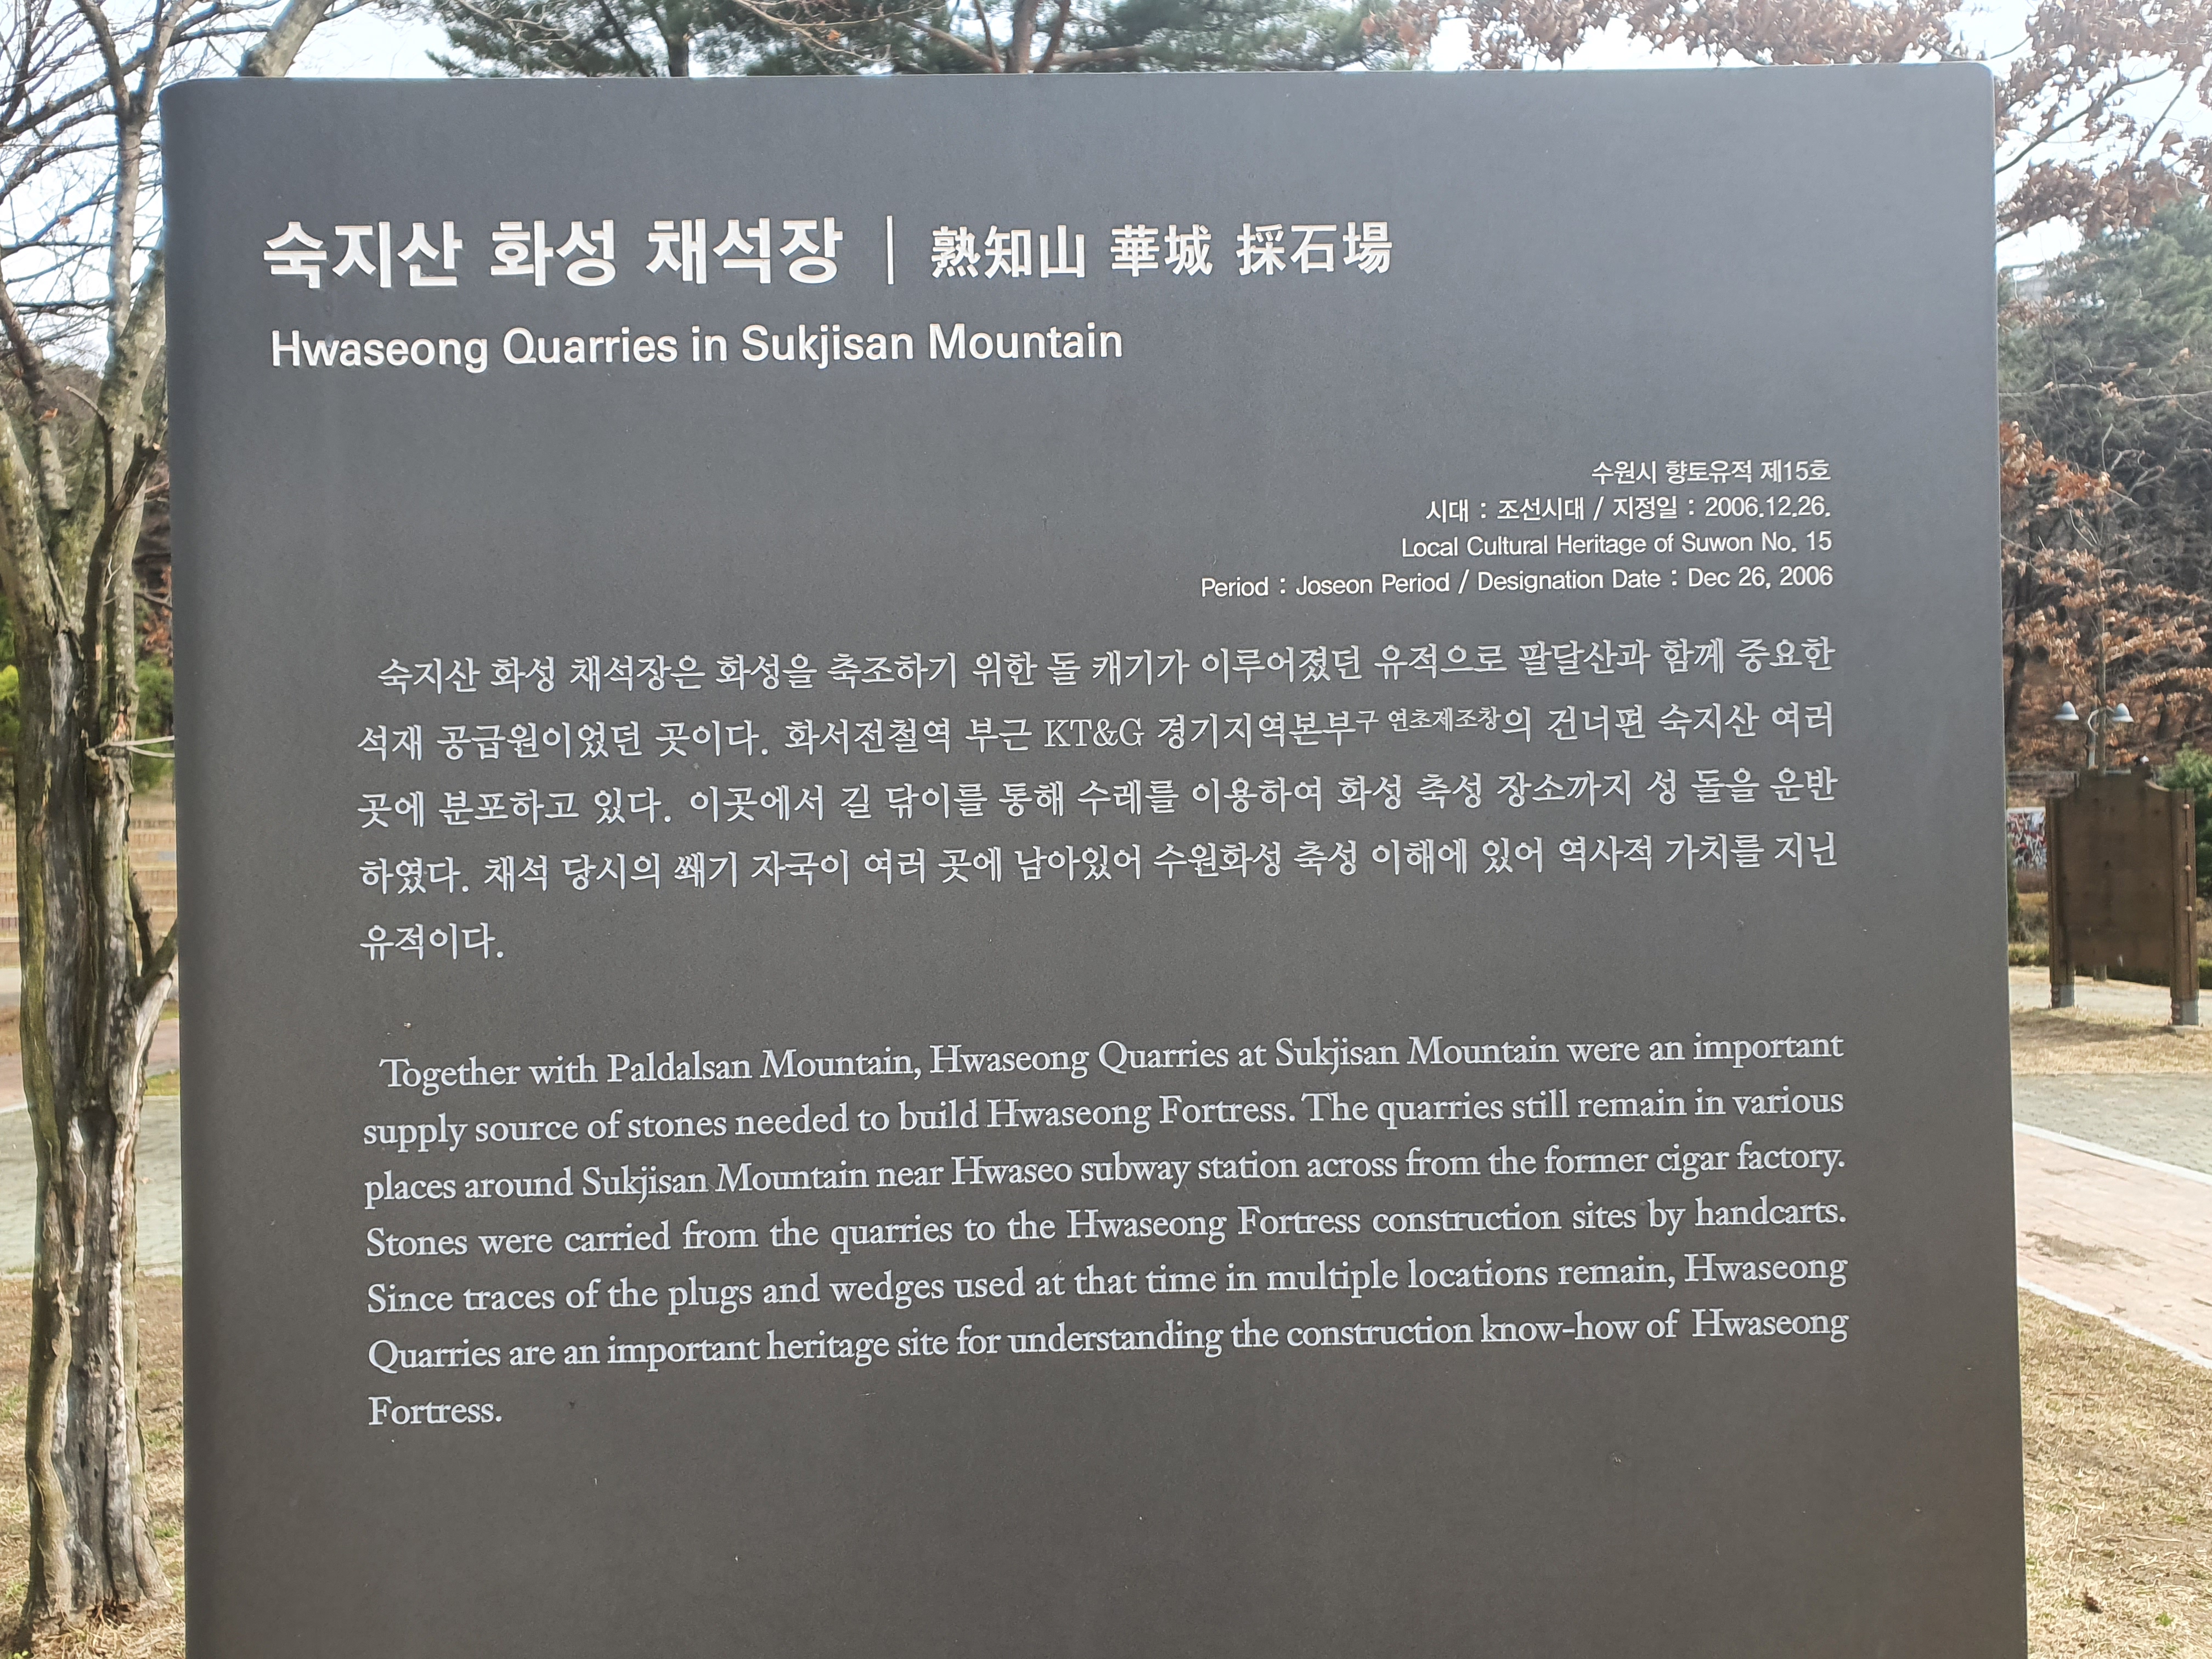 숙지산 화성 채석장 | 熟知山 華城 採石場
Hwaseong Quarries in Sukjisan Mountain
수원시 향토유적 제15호
시대 : 조선시대 / 지정일 : 2006.12.26.
Local Cultural Heritage of Suwon No. 15
Period : Joseon Period / Designation Date : Dec 26, 2006
숙지산 화성 채석장은 화성을 축조하기 위한 돌 캐기가 이루어졌던 유적으로 팔달산과 함께 중요한
석재 공급원이었던 곳이다. 화서전철역 부근 KT&G 경기지역본부구 연초제조창의 건너편 숙지산 여러
곳에 분포하고 있다. 이곳에서 길 닦이를 통해 수레를 이용하여 화성 축성 장소까지 성 돌을 운반
하였다. 채석 당시의 쐐기 자국이 여러 곳에 남아있어 수원화성 축성 이해에 있어 역사적 가치를 지닌
유적이다.
Together with Paldalsan Mountain, Hwaseong Quarries at Sukjisan Mountain were an important
supply source of stones needed to build Hwaseong Fortress. The quarries still remain in various
places around Sukjisan Mountain near Hwaseo subway station across from the former cigar factory.
Stones were carried from the quarries to the Hwaseong Fortress construction sites by handcarts.
Since traces of the plugs and wedges used at that time in multiple locations remain, Hwaseong
Quarries are an important heritage site for understanding the construction know-how of Hwaseong
Fortress.